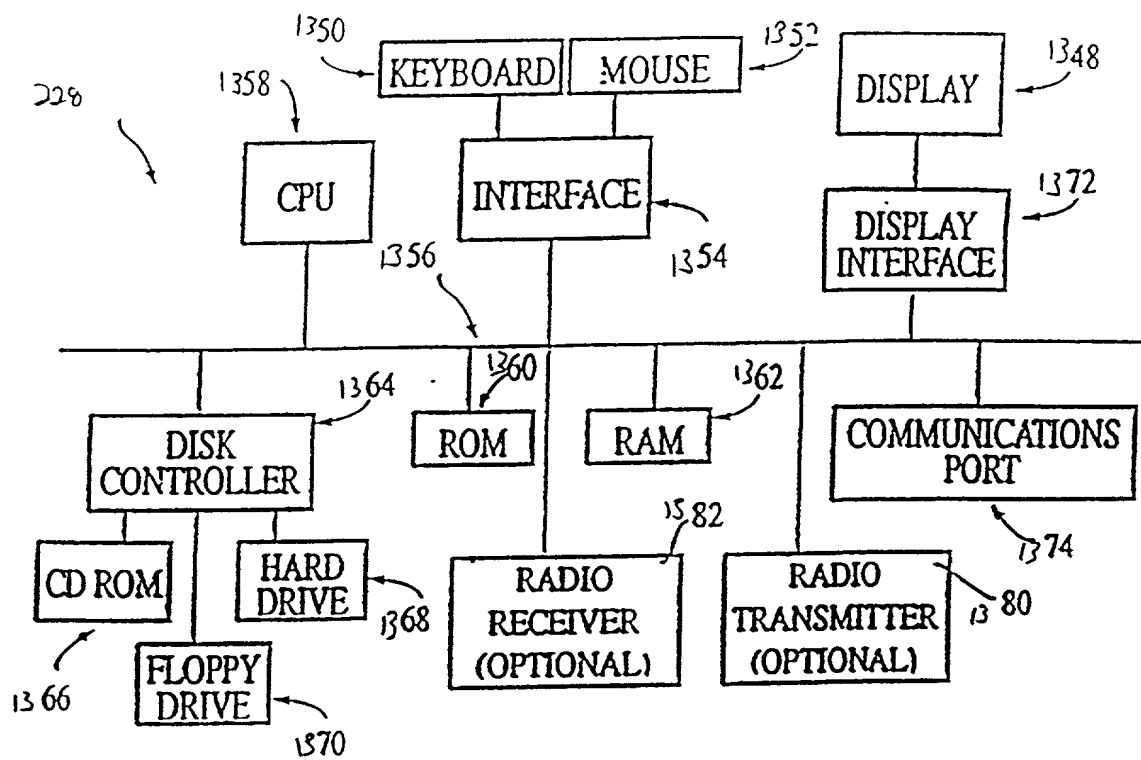 1350
KEYBOARD
MOUSE
1352
1348
DISPLAY
228
1358
CPU
INTERFACE
1354
1372
DISPLAY
INTERFACE
1356
1364
DISK
CONTROLLER
1360
ROM
1362
RAM
COMMUNICATIONS
PORT
1374
CD ROM
1366
HARD
DRIVE
1368
FLOPPY
DRIVE
1370
1582
RADIO
RECEIVER
(OPTIONAL)
RADIO
TRANSMITTER
(OPTIONAL)
1380